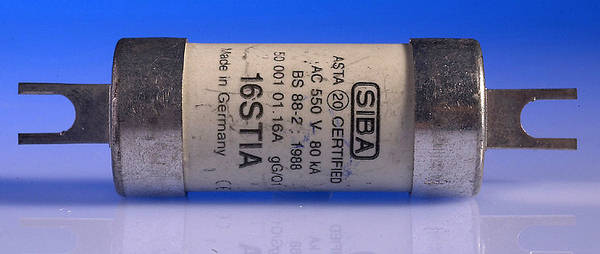 SIBA
ASTA 20 CERTIFIED
AC 550 V- 80 kA
BS 88-2 : 1988
50 001 01.16A gG/
16STIA
Made in Germany
CE